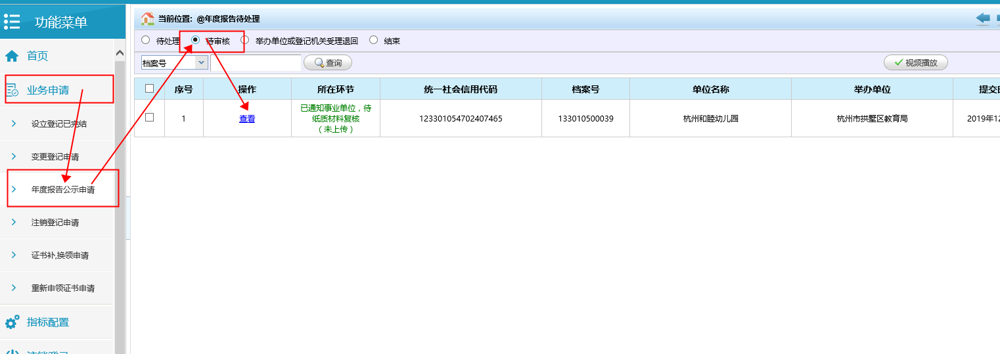 功能菜单
首页
业务申请
设立登记已完结
变更登记申请
年度报告公示申请
注销登记申请
证书补,换领申请
重新申领证书申请
指标配置
注销登记
当前位置: @年度报告待处理
待处理 待审核 举办单位或登记机关受理退回 结束
档案号 查询 视频播放
序号 操作 所在环节 统一社会信用代码 档案号 单位名称 举办单位 提交
1 查看 已通知事业单位，待 123301054702407465 133010500039 杭州和睦幼儿园 杭州市拱墅区教育局 2019年12
纸质材料复核
（未上传）